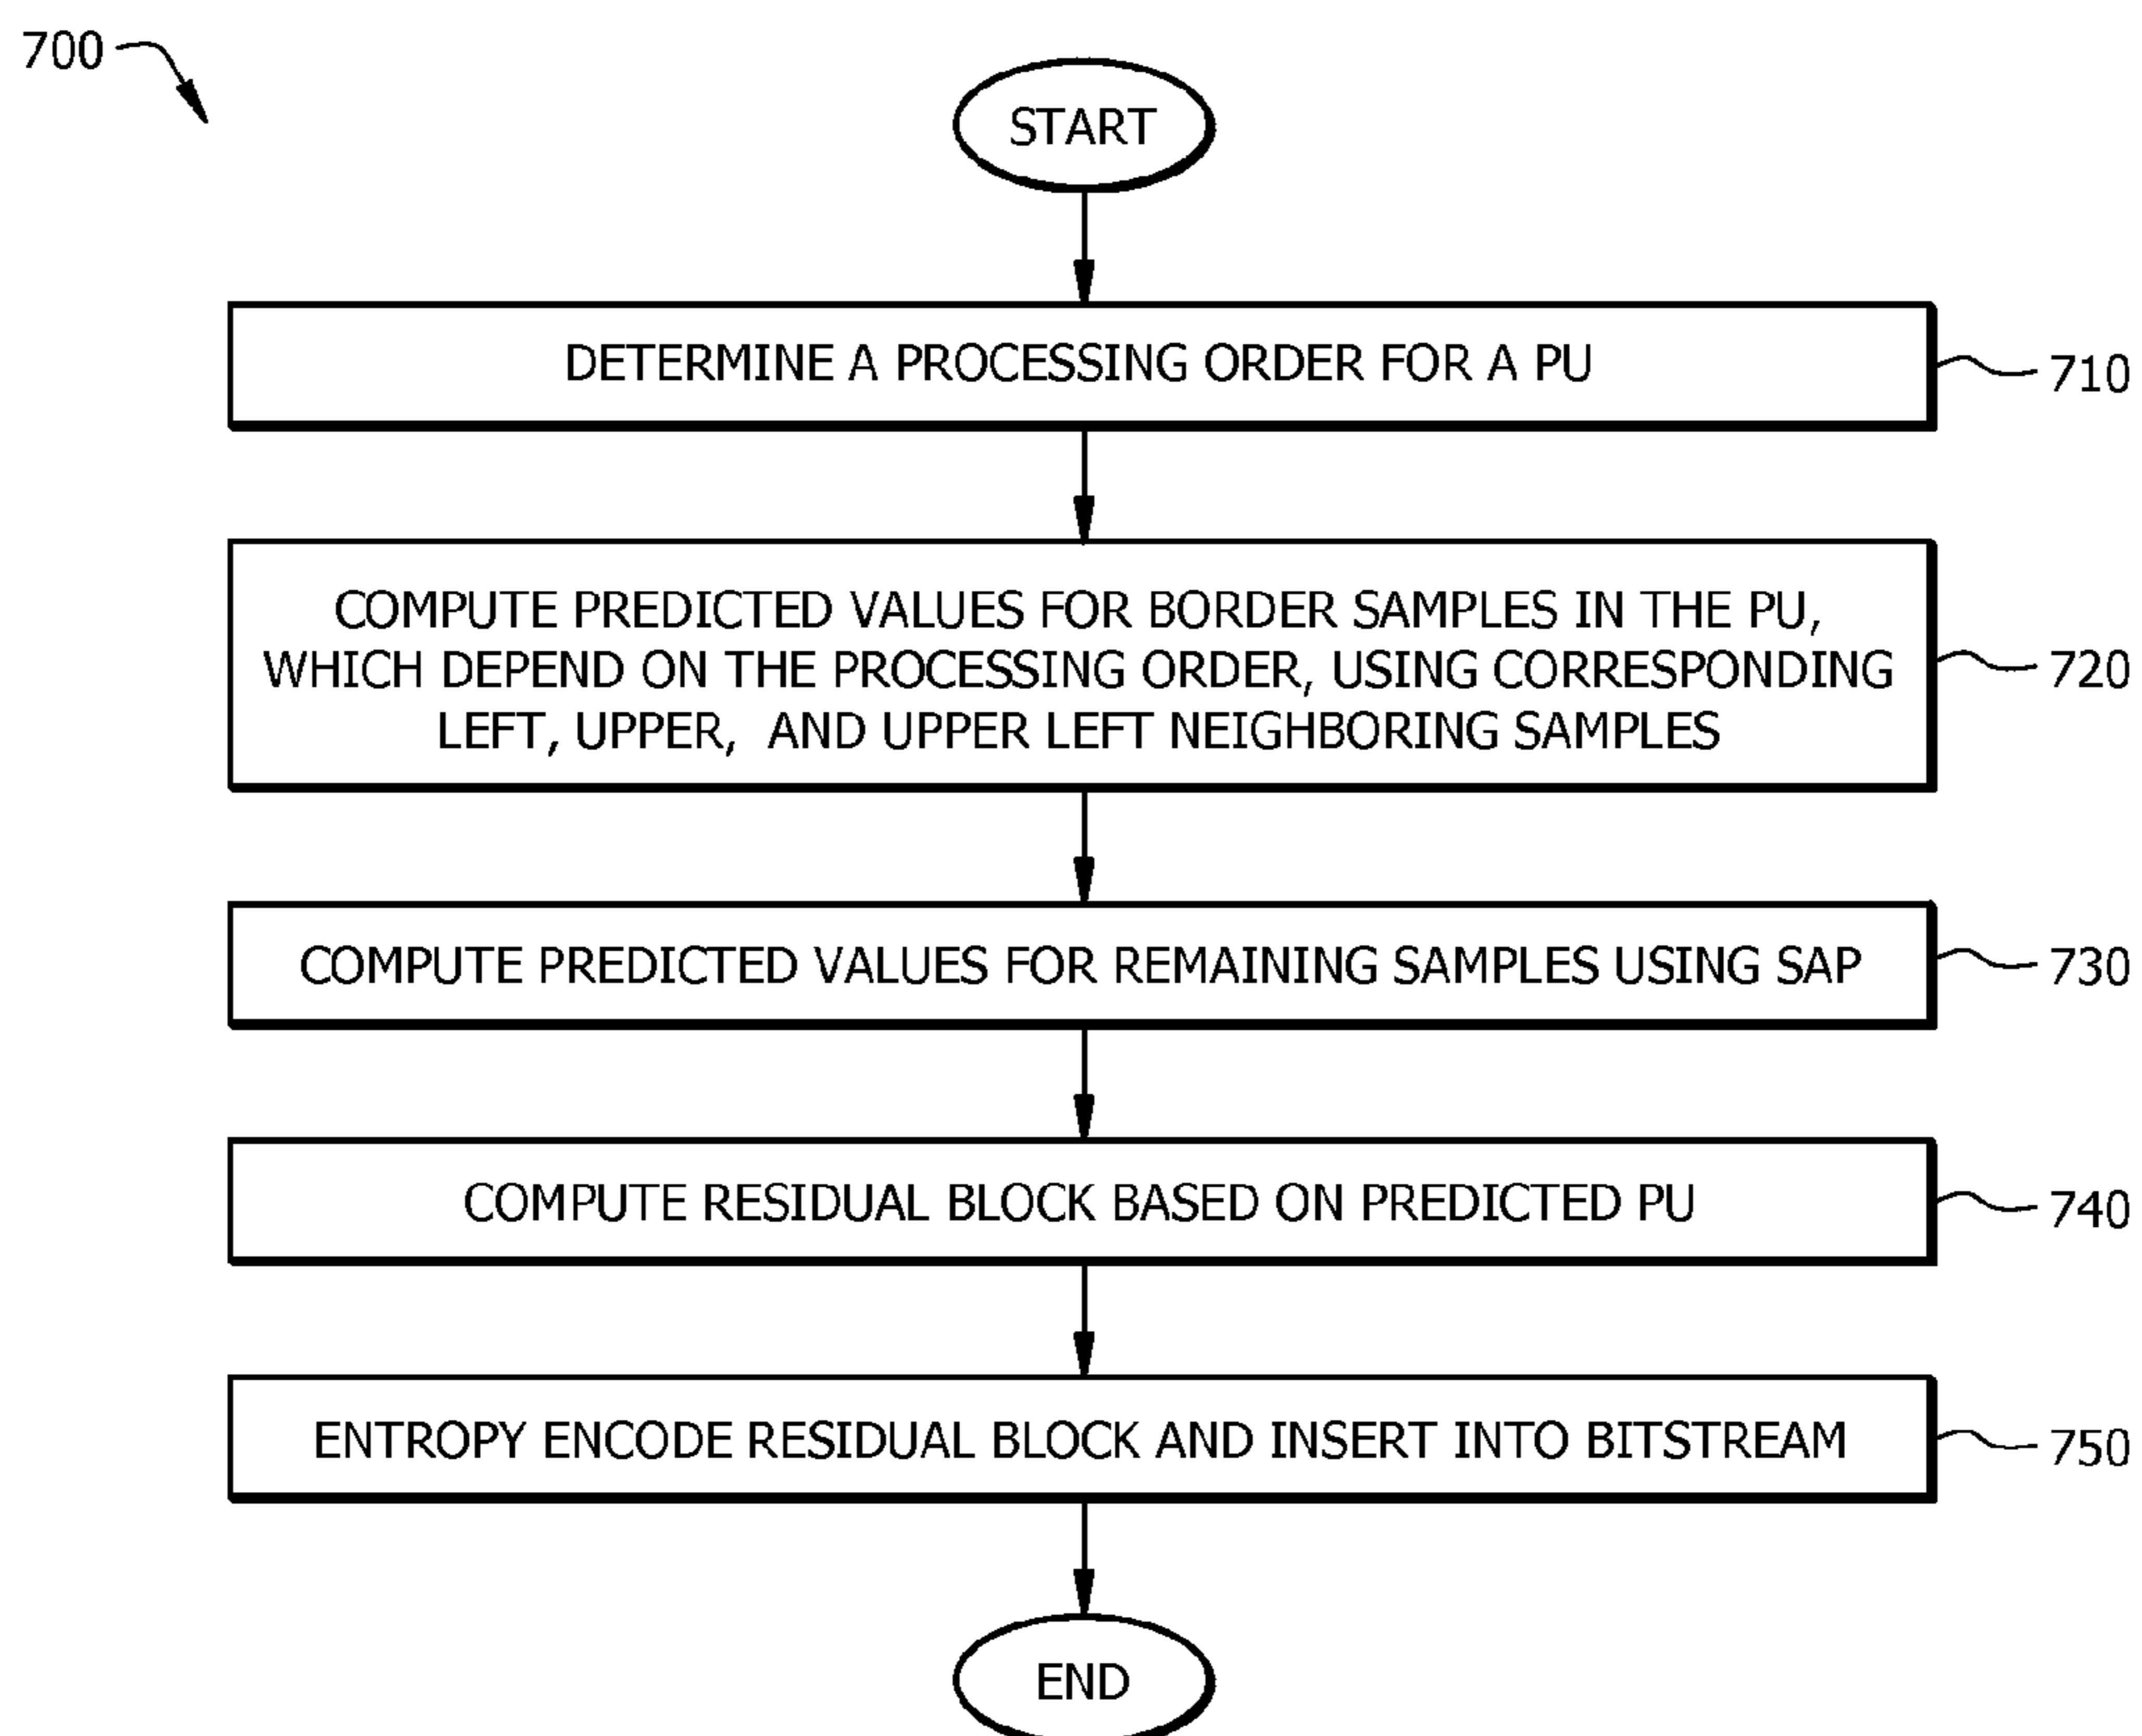 700
START
DETERMINE A PROCESSING ORDER FOR A PU
710
COMPUTE PREDICTED VALUES FOR BORDER SAMPLES IN THE PU,
WHICH DEPEND ON THE PROCESSING ORDER, USING CORRESPONDING
LEFT, UPPER, AND UPPER LEFT NEIGHBORING SAMPLES
720
COMPUTE PREDICTED VALUES FOR REMAINING SAMPLES USING SAP
730
COMPUTE RESIDUAL BLOCK BASED ON PREDICTED PU
740
ENTROPY ENCODE RESIDUAL BLOCK AND INSERT INTO BITSTREAM
750
END